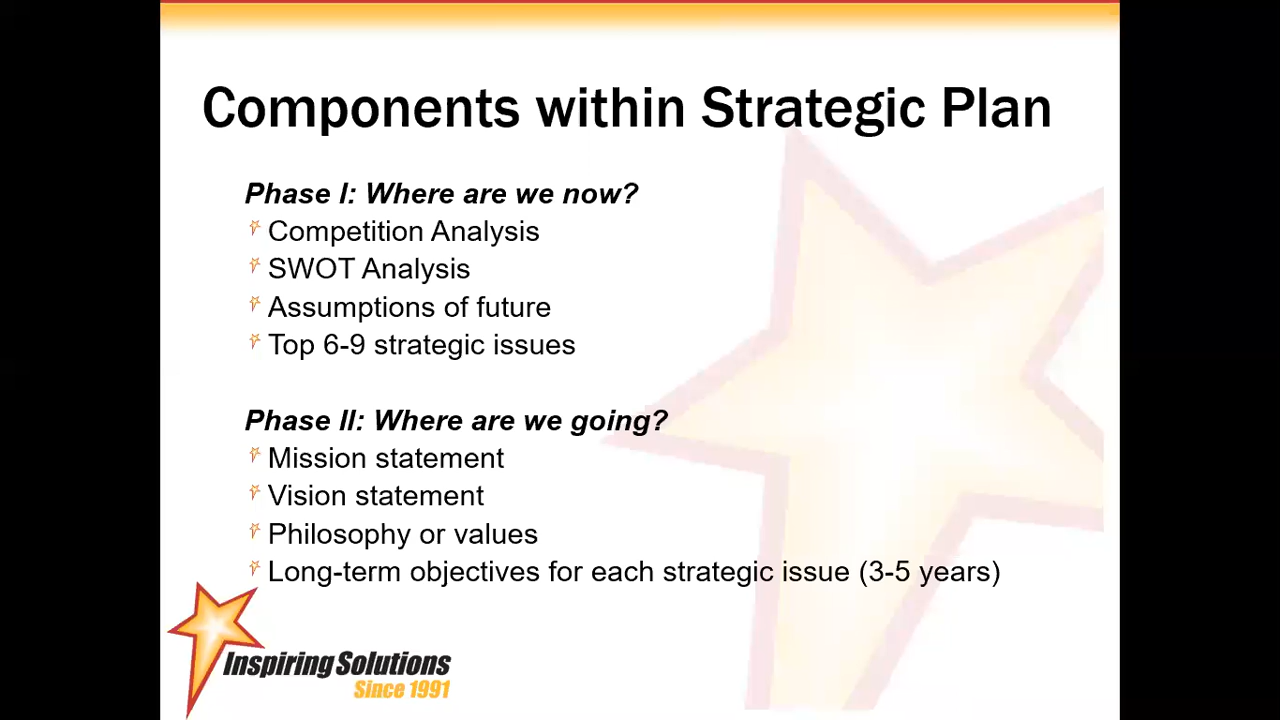 Components within Strategic Plan
Phase I: Where are we now?
Competition Analysis
SWOT Analysis
Assumptions of future
Top 6-9 strategic issues
Phase II: Where are we going?
Mission statement
Vision statement
Philosophy or values
Long-term objectives for each strategic issue (3-5 years)
Inspiring Solutions
Since 1991